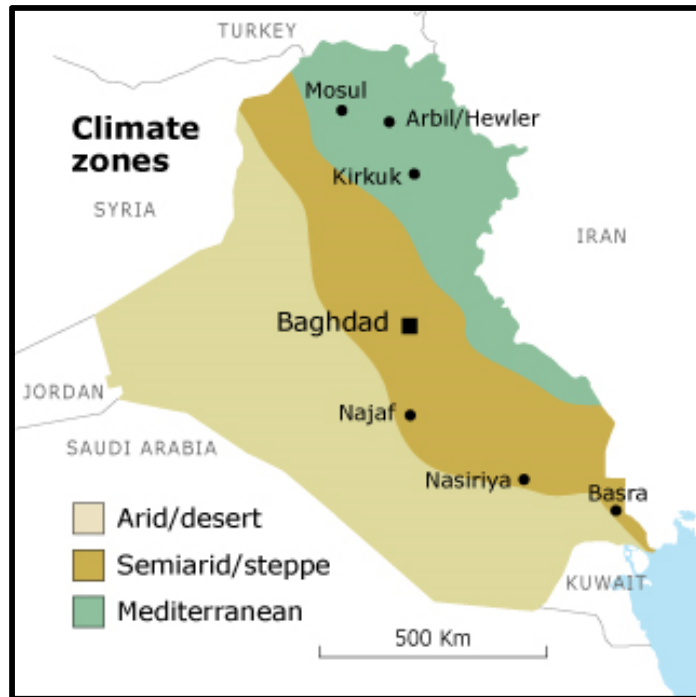 TURKEY
Mosul
Arbil/Hewler
Climate
zones
Kirkuk
SYRIA
IRAN
Baghdad
JORDAN
Najaf
SAUDI ARABIA
Nasiriya
Basra
Arid/desert
Semiarid/steppe
KUWAIT
Mediterranean
500 Km